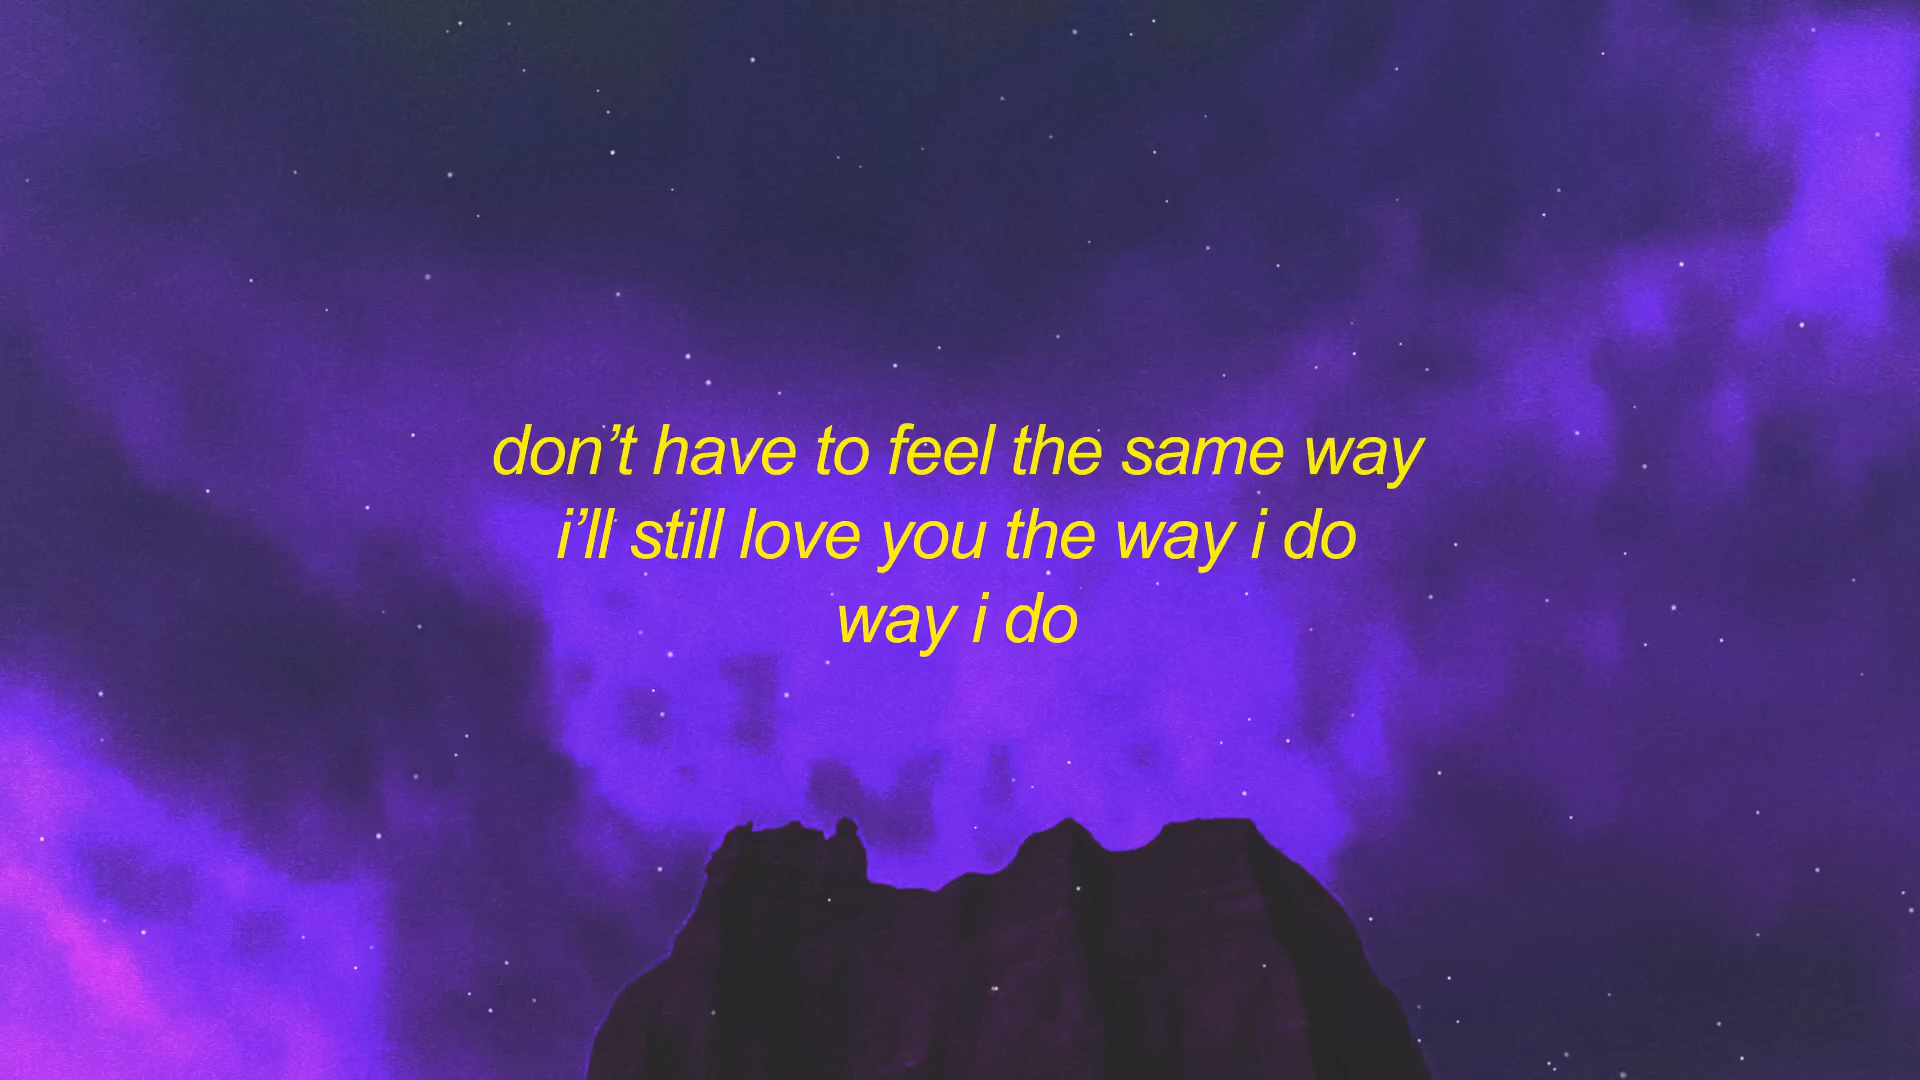 don’t have to feel the same way
i’ll still love you the way i do
way i do